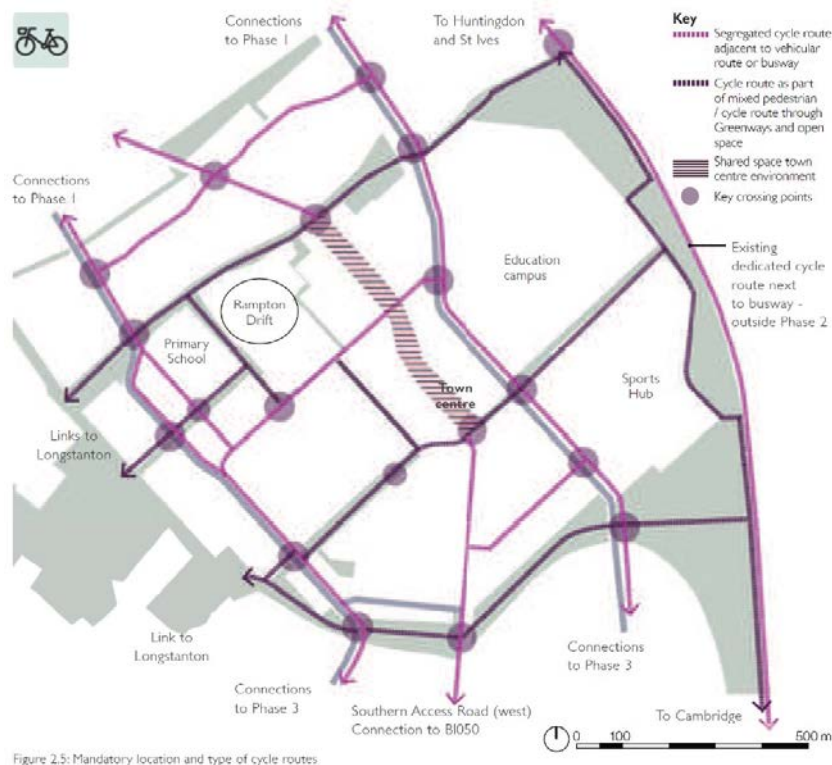 Connections
to Phase 1
To Huntingdon
and St Ives
Key
Segregated cycle route
adjacent to vehicular
route or busway
Cycle route as part
of mixed pedestrian
/ cycle route through
Greenways and open
space
Shared space town
centre environment
Key crossing points
Connections
to Phase 1
Existing
dedicated cycle
route next
to busway -
outside Phase 2
Education
campus
Rampton
Drift
Primary
School
Sports
Hub
Town
centre
Links to
Longstanton
Link to
Longstanton
Connections
to Phase 3
Connections
to Phase 3
Southern Access Road (west)
Connection to B1050
To Cambridge
0 100 500 m
Figure 2.5: Mandatory location and type of cycle routes